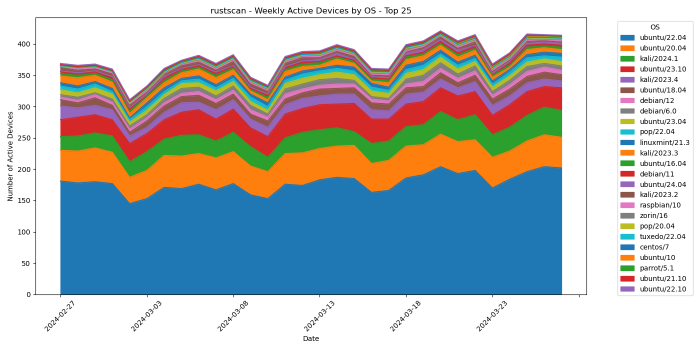 rustscan - Weekly Active Devices by OS - Top 25
Number of Active Devices
400
350
300
250
200
150
100
50
0
2024-02-27
2024-03-03
2024-03-08
2024-03-13
2024-03-18
2024-03-23
Date
OS
ubuntu/22.04
ubuntu/20.04
kali/2024.1
ubuntu/23.10
kali/2023.4
ubuntu/18.04
debian/12
debian/6.0
ubuntu/23.04
pop/22.04
linuxmint/21.3
kali/2023.3
ubuntu/16.04
debian/11
ubuntu/24.04
kali/2023.2
raspbian/10
zorin/16
pop/20.04
tuxedo/22.04
centos/7
ubuntu/10
parrot/5.1
ubuntu/21.10
ubuntu/22.10